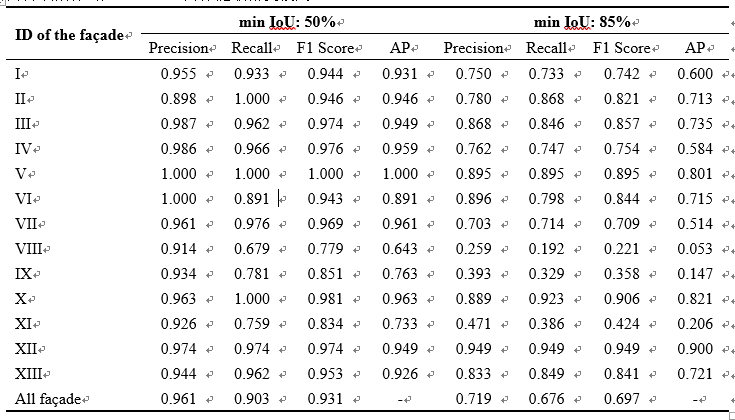 ID of the façade min IoU: 50% min IoU: 85%
Precision Recall F1 Score AP Precision Recall F1 Score AP
I 0.955 0.933 0.944 0.931 0.750 0.733 0.742 0.600
II 0.898 1.000 0.946 0.946 0.780 0.868 0.821 0.713
III 0.987 0.962 0.974 0.949 0.868 0.846 0.857 0.735
IV 0.986 0.966 0.976 0.959 0.762 0.747 0.754 0.584
V 1.000 1.000 1.000 1.000 0.895 0.895 0.895 0.801
VI 1.000 0.891 0.943 0.891 0.896 0.798 0.844 0.715
VII 0.961 0.976 0.969 0.961 0.703 0.714 0.709 0.514
VIII 0.914 0.679 0.779 0.643 0.259 0.192 0.221 0.053
IX 0.934 0.781 0.851 0.763 0.393 0.329 0.358 0.147
X 0.963 1.000 0.981 0.963 0.889 0.923 0.906 0.821
XI 0.926 0.759 0.834 0.733 0.471 0.386 0.424 0.206
XII 0.974 0.974 0.974 0.949 0.949 0.949 0.949 0.900
XIII 0.944 0.962 0.953 0.926 0.833 0.849 0.841 0.721
All façade 0.961 0.903 0.931 - 0.719 0.676 0.697 -